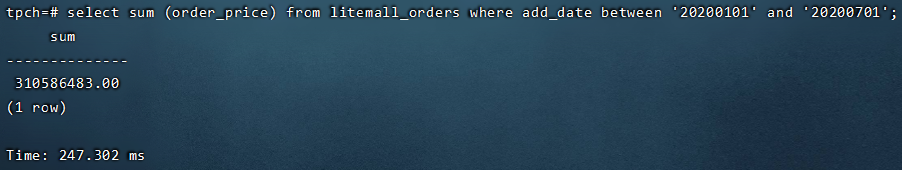 tpch=# select sum (order_price) from litemall_orders where add_date between '20200101' and '20200701';
sum
--------------
310586483.00
(1 row)
Time: 247.302 ms